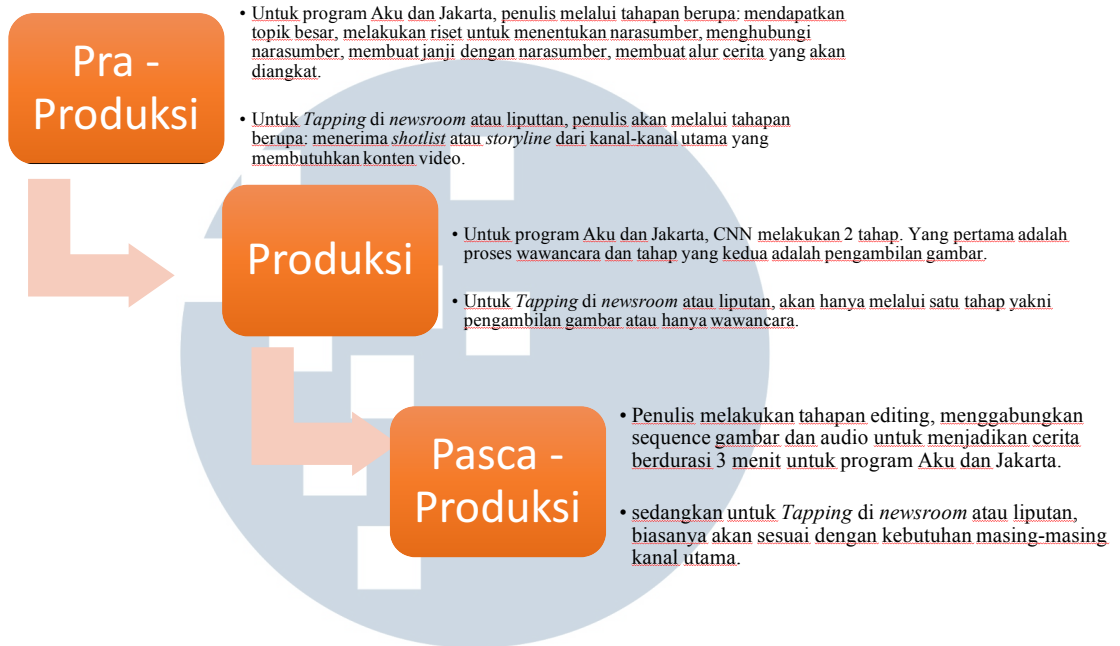 Pra -
Produksi
• Untuk program Aku dan Jakarta, penulis melalui tahapan berupa: mendapatkan
topik besar, melakukan riset untuk menentukan narasumber, menghubungi
narasumber, membuat janji dengan narasumber, membuat alur cerita yang akan
diangkat.
• Untuk Tapping di newsroom atau liputtan, penulis akan melalui tahapan
berupa: menerima shotlist atau storyline dari kanal-kanal utama yang
membutuhkan konten video.
Produksi
• Untuk program Aku dan Jakarta, CNN melakukan 2 tahap. Yang pertama adalah
proses wawancara dan tahap yang kedua adalah pengambilan gambar.
• Untuk Tapping di newsroom atau liputan, akan hanya melalui satu tahap yakni
pengambilan gambar atau hanya wawancara.
Pasca -
Produksi
• Penulis melakukan tahapan editing, menggabungkan
sequence gambar dan audio untuk menjadikan cerita
berdurasi 3 menit untuk program Aku dan Jakarta.
• sedangkan untuk Tapping di newsroom atau liputan,
biasanya akan sesuai dengan kebutuhan masing-masing
kanal utama.